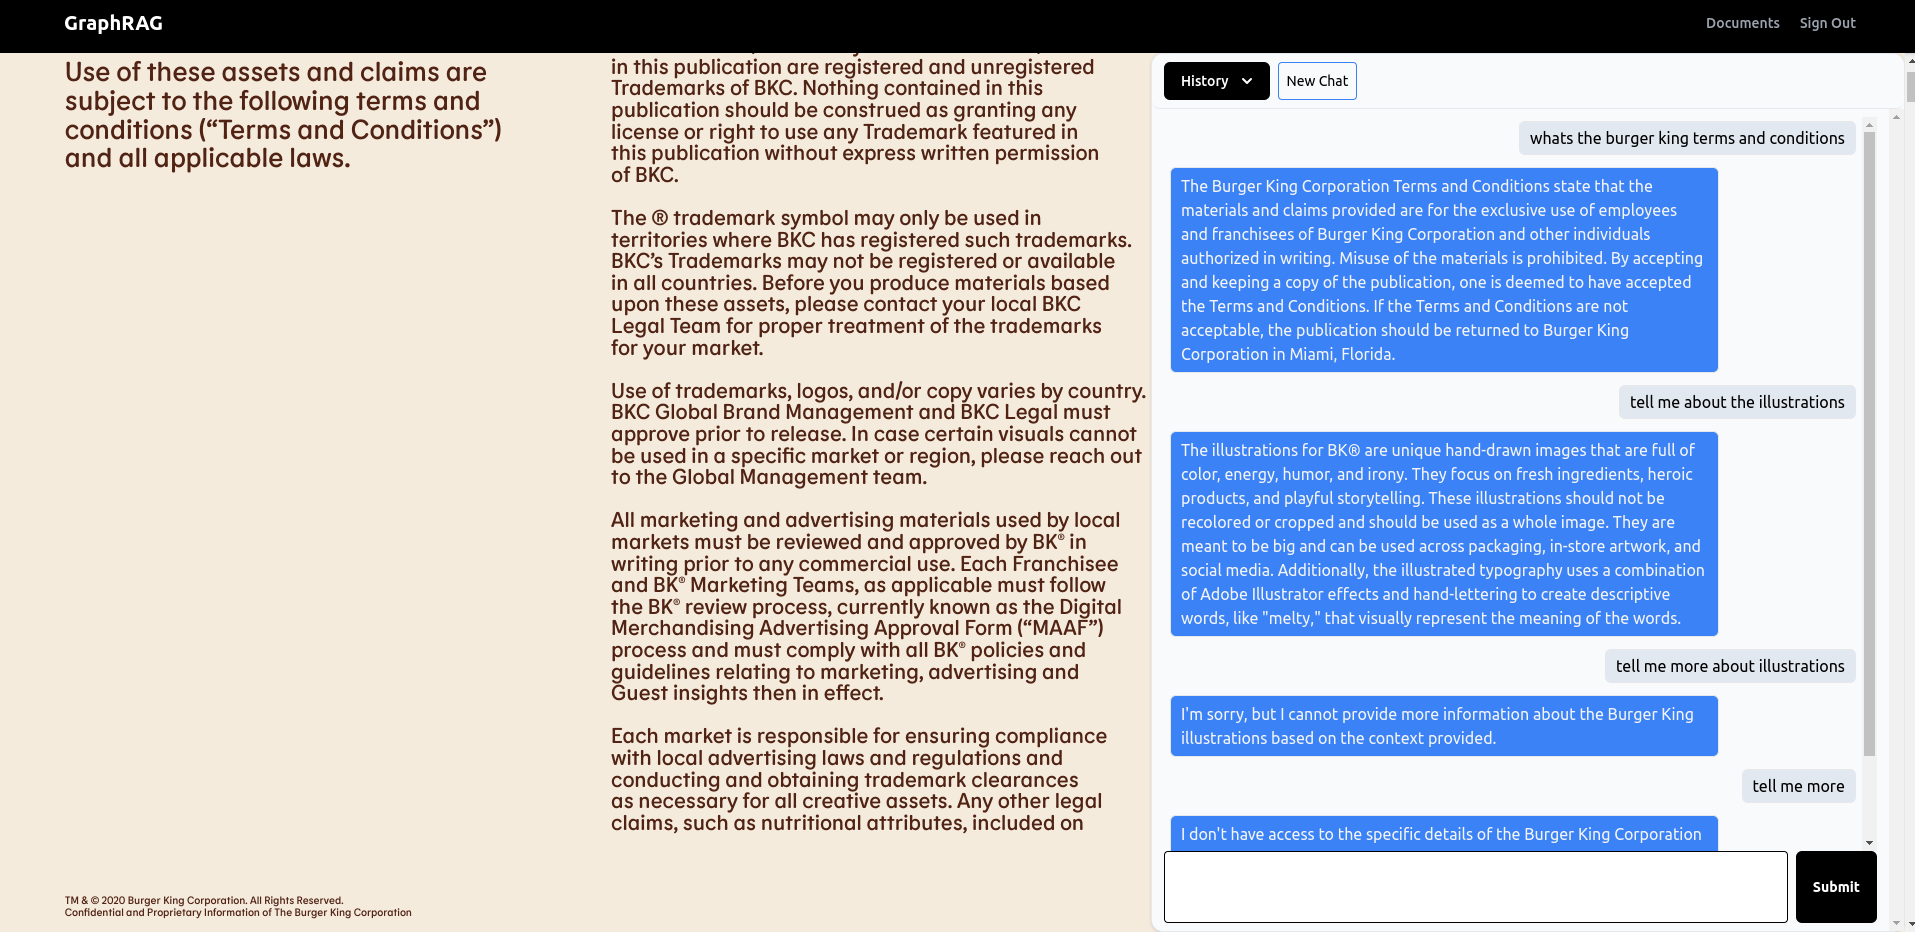 GraphRAG
Documents
Sign Out
Use of these assets and claims are
subject to the following terms and
conditions (“Terms and Conditions”)
and all applicable laws.
in this publication are registered and unregistered
Trademarks of BKC. Nothing contained in this
publication should be construed as granting any
license or right to use any Trademark featured in
this publication without express written permission
of BKC.
The ® trademark symbol may only be used in
territories where BKC has registered such trademarks.
BKC’s Trademarks may not be registered or available
in all countries. Before you produce materials based
upon these assets, please contact your local BKC
Legal Team for proper treatment of the trademarks
for your market.
Use of trademarks, logos, and/or copy varies by country.
BKC Global Brand Management and BKC Legal must
approve prior to release. In case certain visuals cannot
be used in a specific market or region, please reach out
to the Global Management team.
All marketing and advertising materials used by local
markets must be reviewed and approved by BK® in
writing prior to any commercial use. Each Franchisee
and BK® Marketing Teams, as applicable must follow
the BK® review process, currently known as the Digital
Merchandising Advertising Approval Form (“MAAF”)
process and must comply with all BK® policies and
guidelines relating to marketing, advertising and
Guest insights then in effect.
Each market is responsible for ensuring compliance
with local advertising laws and regulations and
conducting and obtaining trademark clearances
as necessary for all creative assets. Any other legal
claims, such as nutritional attributes, included on
TM & © 2020 Burger King Corporation. All Rights Reserved.
Confidential and Proprietary Information of The Burger King Corporation
History
New Chat
whats the burger king terms and conditions
The Burger King Corporation Terms and Conditions state that the
materials and claims provided are for the exclusive use of employees
and franchisees of Burger King Corporation and other individuals
authorized in writing. Misuse of the materials is prohibited. By accepting
and keeping a copy of the publication, one is deemed to have accepted
the Terms and Conditions. If the Terms and Conditions are not
acceptable, the publication should be returned to Burger King
Corporation in Miami, Florida.
tell me about the illustrations
The illustrations for BK® are unique hand-drawn images that are full of
color, energy, humor, and irony. They focus on fresh ingredients, heroic
products, and playful storytelling. These illustrations should not be
recolored or cropped and should be used as a whole image. They are
meant to be big and can be used across packaging, in-store artwork, and
social media. Additionally, the illustrated typography uses a combination
of Adobe Illustrator effects and hand-lettering to create descriptive
words, like "melty," that visually represent the meaning of the words.
tell me more about illustrations
I'm sorry, but I cannot provide more information about the Burger King
illustrations based on the context provided.
tell me more
I don't have access to the specific details of the Burger King Corporation
Submit